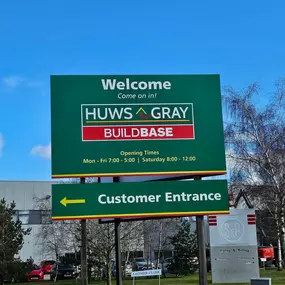 Welcome
Come on in!
HUWS GRAY
BUILDBASE
Opening Times
Mon - Fri 7:00 - 5:00 | Saturday 8:00 - 12:00
Customer Entrance